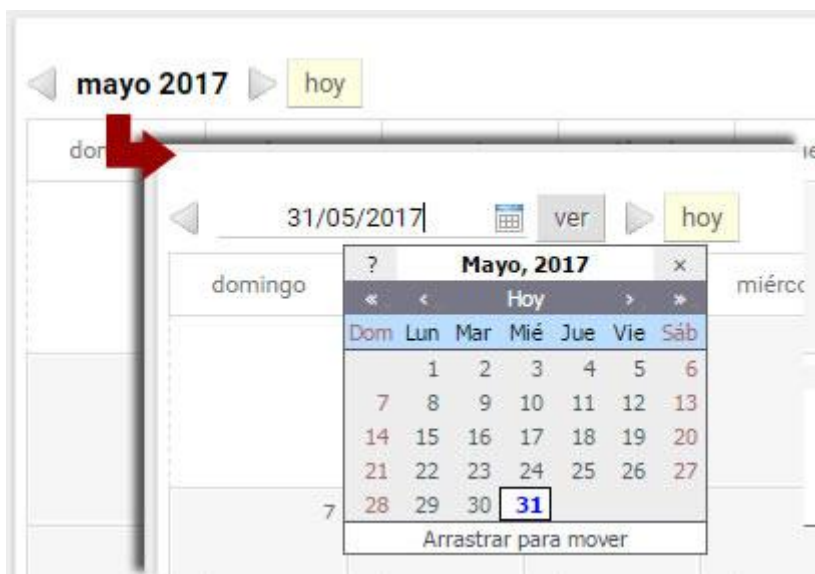 mayo 2017 hoy
31/05/2017 ver hoy
domingo
? Mayo, 2017 ×
« ‹ Hoy › »
Dom Lun Mar Mié Jue Vie Sáb
1 2 3 4 5 6
7 8 9 10 11 12 13
14 15 16 17 18 19 20
21 22 23 24 25 26 27
7 28 29 30 31
Arrastrar para mover